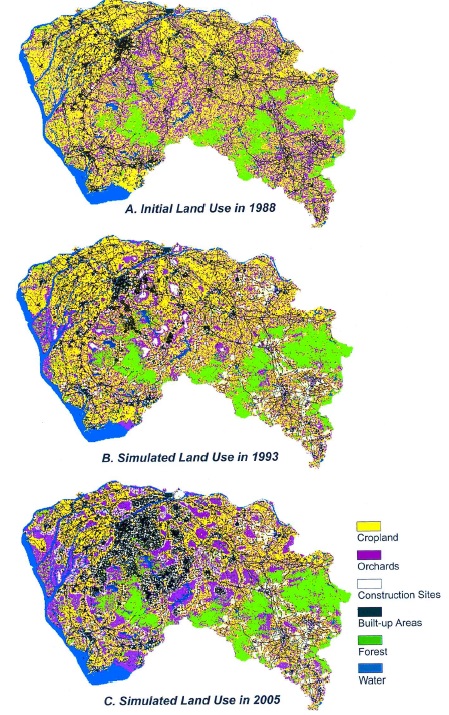 A. Initial Land Use in 1988
B. Simulated Land Use in 1993
Cropland
Orchards
Construction Sites
Built-up Areas
Forest
Water
C. Simulated Land Use in 2005